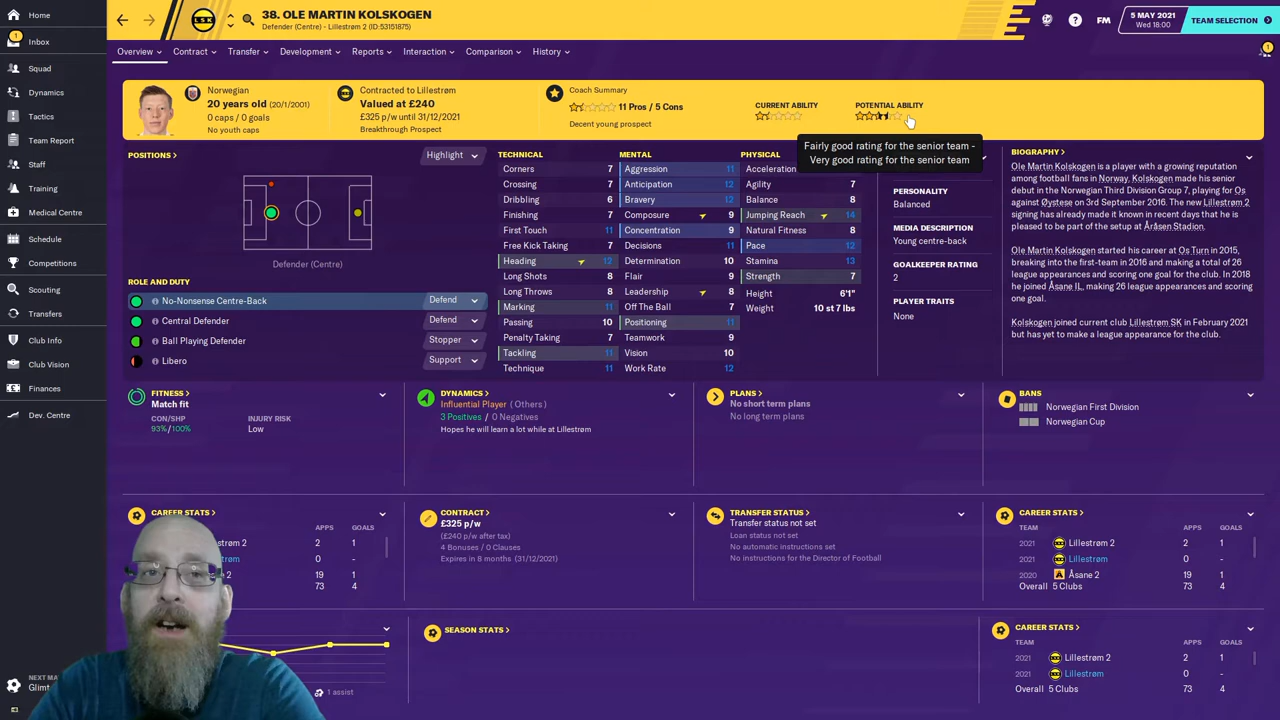 38. OLE MARTIN KOLSKOGEN
Defender (Centre) - Lillestrøm 2 (ID:53151875)
LSK
FM
5 MAY 2021
Wed 18:00
TEAM SELECTION
Home
Inbox
Squad
Dynamics
Tactics
Team Report
Staff
Training
Medical Centre
Schedule
Competitions
Scouting
Transfers
Club Info
Club Vision
Finances
Dev. Centre
NEXT MA
Glimt
Overview
Contract
Transfer
Development
Reports
Interaction
Comparison
History
Norwegian
20 years old (20/1/2001)
0 caps / 0 goals
No youth caps
Contracted to Lillestrøm
Valued at £240
£325 p/w until 31/12/2021
Breakthrough Prospect
Coach Summary
11 Pros / 5 Cons
Decent young prospect
CURRENT ABILITY
POTENTIAL ABILITY
Fairly good rating for the senior team -
Very good rating for the senior team
POSITIONS
Highlight
Defender (Centre)
ROLE AND DUTY
No-Nonsense Centre-Back Defend
Central Defender Defend
Ball Playing Defender Stopper
Libero Support
TECHNICAL
Corners 7
Crossing 7
Dribbling 6
Finishing 7
First Touch 11
Free Kick Taking 7
Heading 12
Long Shots 8
Long Throws 8
Marking 11
Passing 10
Penalty Taking 7
Tackling 11
Technique 11
MENTAL
Aggression 11
Anticipation 12
Bravery 12
Composure 9
Concentration 9
Decisions 11
Determination 10
Flair 9
Leadership 8
Off The Ball 7
Positioning 11
Teamwork 9
Vision 10
Work Rate 12
PHYSICAL
Acceleration
Agility 7
Balance 8
Jumping Reach 14
Natural Fitness 8
Pace 12
Stamina 13
Strength 7
Height 6'1"
Weight 10 st 7 lbs
PERSONALITY
Balanced
MEDIA DESCRIPTION
Young centre-back
GOALKEEPER RATING
2
PLAYER TRAITS
None
BIOGRAPHY
Ole Martin Kolskogen is a player with a growing reputation
among football fans in Norway. Kolskogen made his senior
debut in the Norwegian Third Division Group 7, playing for Os
against Øystese on 3rd September 2016. The new Lillestrøm 2
signing has already made it known in recent days that he is
pleased to be part of the setup at Åråsen Stadion.
Ole Martin Kolskogen started his career at Os Turn in 2015,
breaking into the first-team in 2016 and making a total of 26
league appearances and scoring one goal for the club. In 2018
he joined Åsane IL, making 26 league appearances and scoring
one goal.
Kolskogen joined current club Lillestrøm SK in February 2021
but has yet to make a league appearance for the club.
FITNESS
Match fit
CON/SHP
93%/100%
INJURY RISK
Low
DYNAMICS
Influential Player (Others)
3 Positives / 0 Negatives
Hopes he will learn a lot while at Lillestrøm
PLANS
No short term plans
No long term plans
BANS
Norwegian First Division
Norwegian Cup
CAREER STATS
APPS GOALS
strøm 2 2 1
strøm 0 -
2 19 1
73 4
CONTRACT
£325 p/w
(£240 p/w after tax)
4 Bonuses / 0 Clauses
Expires in 8 months (31/12/2021)
TRANSFER STATUS
Transfer status not set
Loan status not set
No automatic instructions set
No instructions for the Director of Football
CAREER STATS
TEAM APPS GOALS
2021 Lillestrøm 2 2 1
2021 Lillestrøm 0 -
2020 Åsane 2 19 1
Overall 5 Clubs 73 4
1 assist
SEASON STATS
CAREER STATS
TEAM APPS GOALS
2021 Lillestrøm 2 2 1
2021 Lillestrøm 0 -
Overall 5 Clubs 73 4